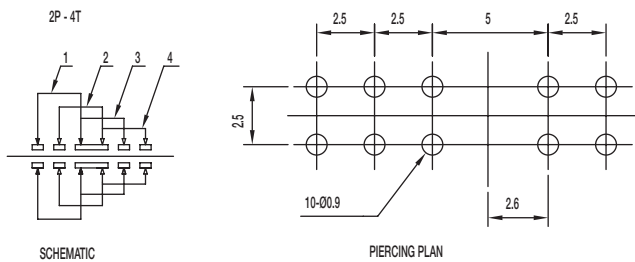 2P - 4T
1
2
3
4
SCHEMATIC
2.5
2.5
5
2.5
2.5
10-Ø0.9
2.6
PIERCING PLAN